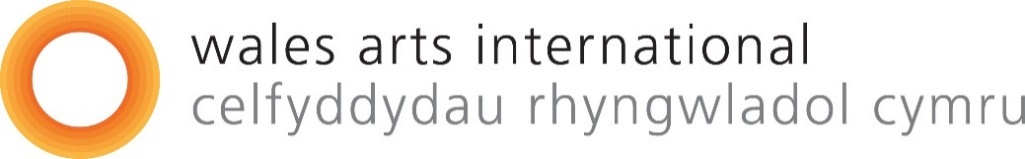 wales arts international
celfyddydau rhyngwladol cymru